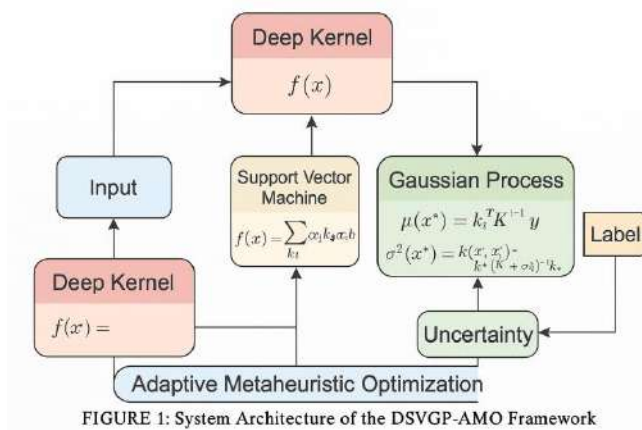 Deep Kernel
f(x)
Input
Support Vector
Machine
f(x) = ∑
Gaussian Process
μ(x*) =
σ²(x*) =
Label
Deep Kernel
f(x) =
Uncertainty
Adaptive Metaheuristic Optimization
FIGURE 1: System Architecture of the DSVGP-AMO Framework